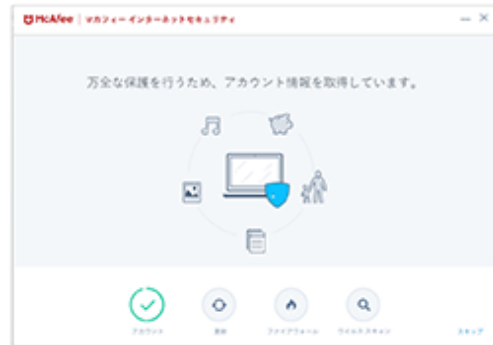 McAfee | マカフィー インターネットセキュリティ
万全な保護を行うため、アカウント情報を取得しています。
アカウント
更新
ファイアウォール
ウイルス スキャン
スキップ